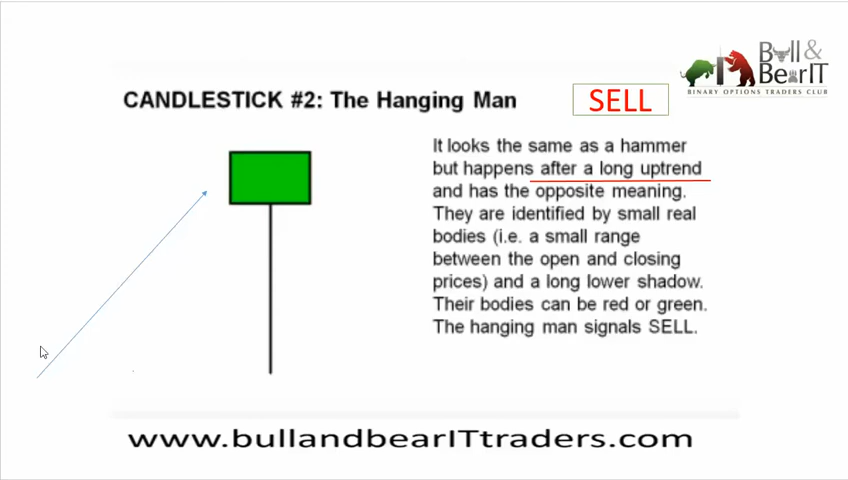 Bull &
BearIT
BINARY OPTIONS TRADERS CLUB
CANDLESTICK #2: The Hanging Man
SELL
It looks the same as a hammer
but happens after a long uptrend
and has the opposite meaning.
They are identified by small real
bodies (i.e. a small range
between the open and closing
prices) and a long lower shadow.
Their bodies can be red or green.
The hanging man signals SELL.
www.bullandbearITtraders.com